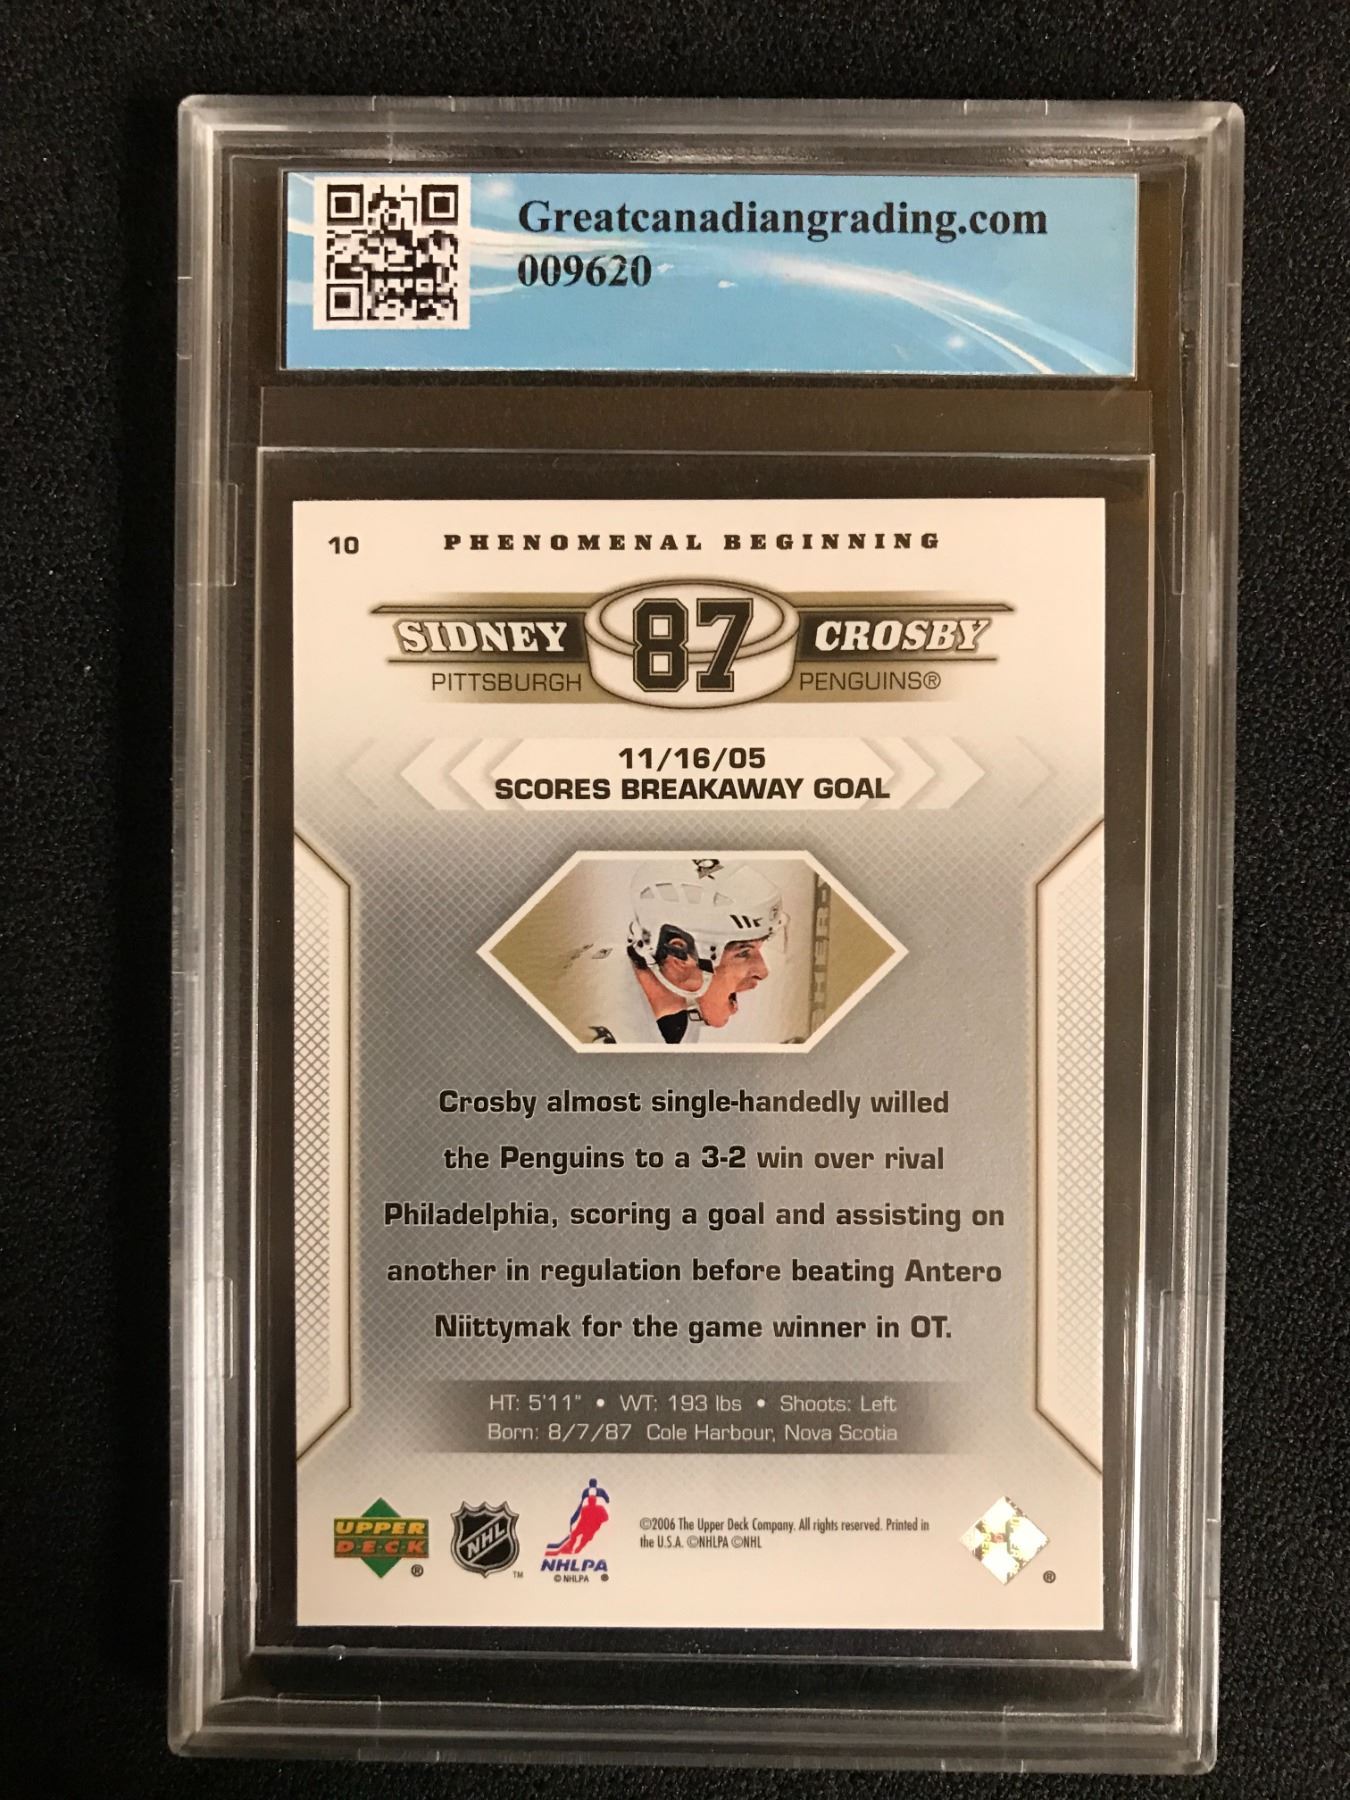 Greatcanadiangrading.com
009620
10 PHENOMENAL BEGINNING
SIDNEY 87 CROSBY
PITTSBURGH PENGUINS®
11/16/05
SCORES BREAKAWAY GOAL
Crosby almost single-handedly willed
the Penguins to a 3-2 win over rival
Philadelphia, scoring a goal and assisting on
another in regulation before beating Antero
Niittymak for the game winner in OT.
HT: 5'11" • WT: 193 lbs • Shoots: Left
Born: 8/7/87 Cole Harbour, Nova Scotia
UPPER
D·E·C·K ®
NHL ™
NHLPA
© NHLPA ®
©2006 The Upper Deck Company. All rights reserved. Printed in
the U.S.A. ©NHLPA ©NHL
®